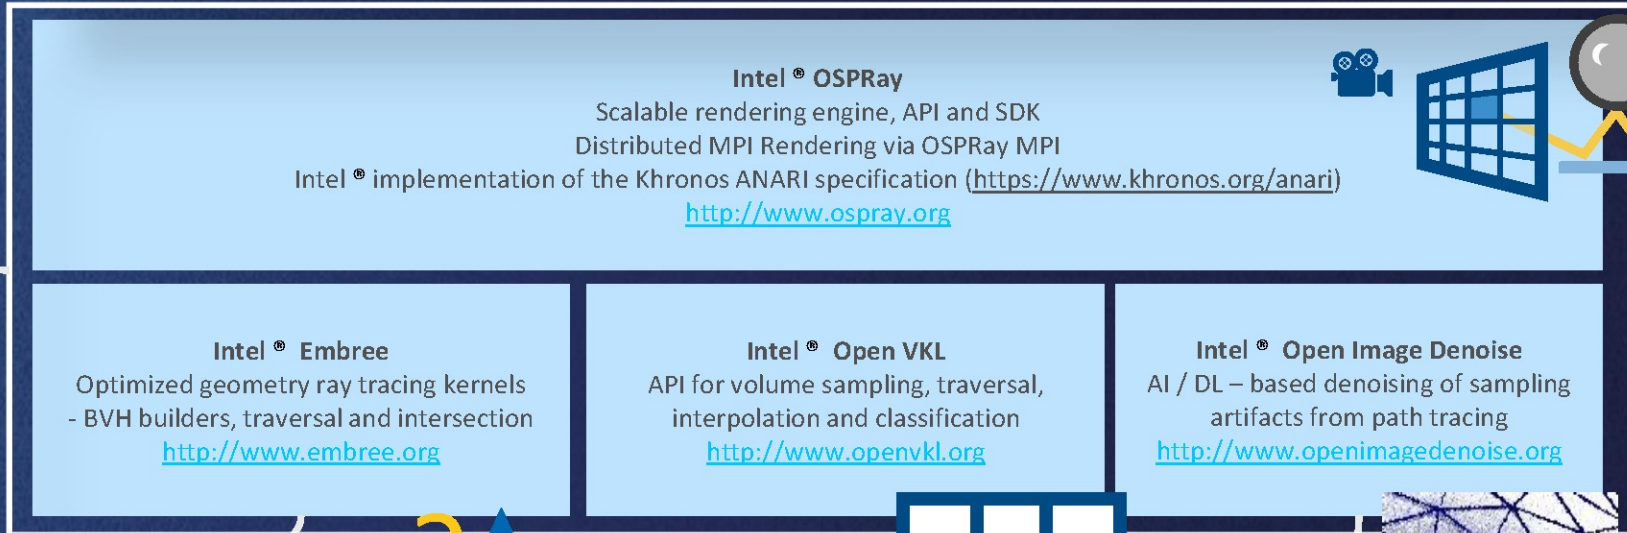 Intel ® OSPRay
Scalable rendering engine, API and SDK
Distributed MPI Rendering via OSPRay MPI
Intel ® implementation of the Khronos ANARI specification (https://www.khronos.org/anari)
http://www.ospray.org
Intel ® Embree
Optimized geometry ray tracing kernels
- BVH builders, traversal and intersection
http://www.embree.org
Intel ® Open VKL
API for volume sampling, traversal,
interpolation and classification
http://www.openvkl.org
Intel ® Open Image Denoise
AI / DL – based denoising of sampling
artifacts from path tracing
http://www.openimagedenoise.org